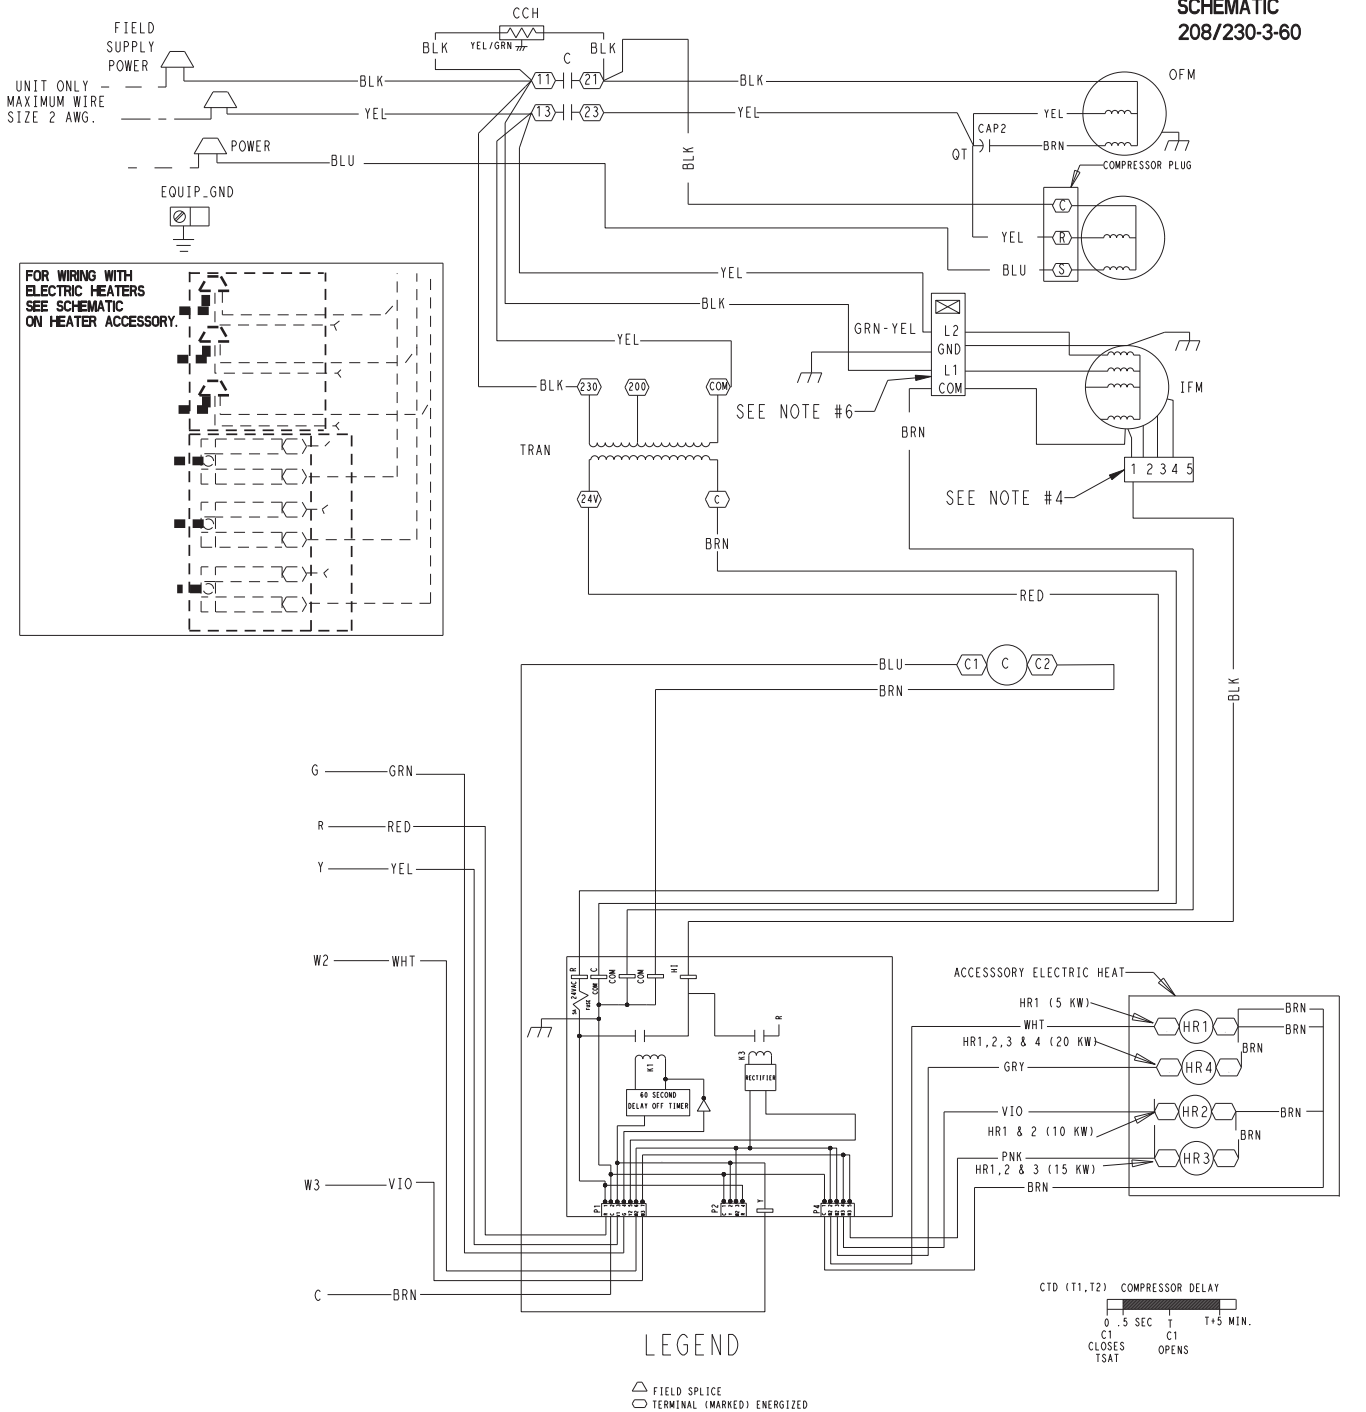 SCHEMATIC
208/230-3-60
FIELD
SUPPLY
POWER
UNIT ONLY
MAXIMUM WIRE
SIZE 2 AWG.
CCH
BLK
YEL/GRN
BLK
C
BLK
11
21
BLK
OFM
YEL
13
23
YEL
YEL
CAP2
QT
BRN
POWER
BLU
BLK
COMPRESSOR PLUG
EQUIP_GND
C
YEL
R
BLU
S
FOR WIRING WITH
ELECTRIC HEATERS
SEE SCHEMATIC
ON HEATER ACCESSORY.
YEL
BLK
GRN-YEL
L2
GND
L1
COM
YEL
BLK
230
200
COM
IFM
SEE NOTE #6
BRN
TRAN
1 2 3 4 5
24V
C
SEE NOTE #4
BRN
RED
BLU
C1
C
C2
BRN
BLK
G
GRN
R
RED
Y
YEL
W2
WHT
W3
VIO
C
BRN
R
24VAC
C
COM
COM
COM
HI
5A
FUSE
R
K1
K3
RECTIFIER
60 SECOND
DELAY OFF TIMER
P1
P2
Y
P4
ACCESSSORY ELECTRIC HEAT
HR1 (5 KW)
WHT
HR1
BRN
BRN
HR1,2,3 & 4 (20 KW)
BRN
GRY
HR4
VIO
HR2
BRN
HR1 & 2 (10 KW)
BRN
PNK
HR3
HR1,2 & 3 (15 KW)
BRN
CTD (T1,T2) COMPRESSOR DELAY
0 .5 SEC T T+5 MIN.
C1 C1
CLOSES OPENS
TSAT
LEGEND
FIELD SPLICE
TERMINAL (MARKED) ENERGIZED